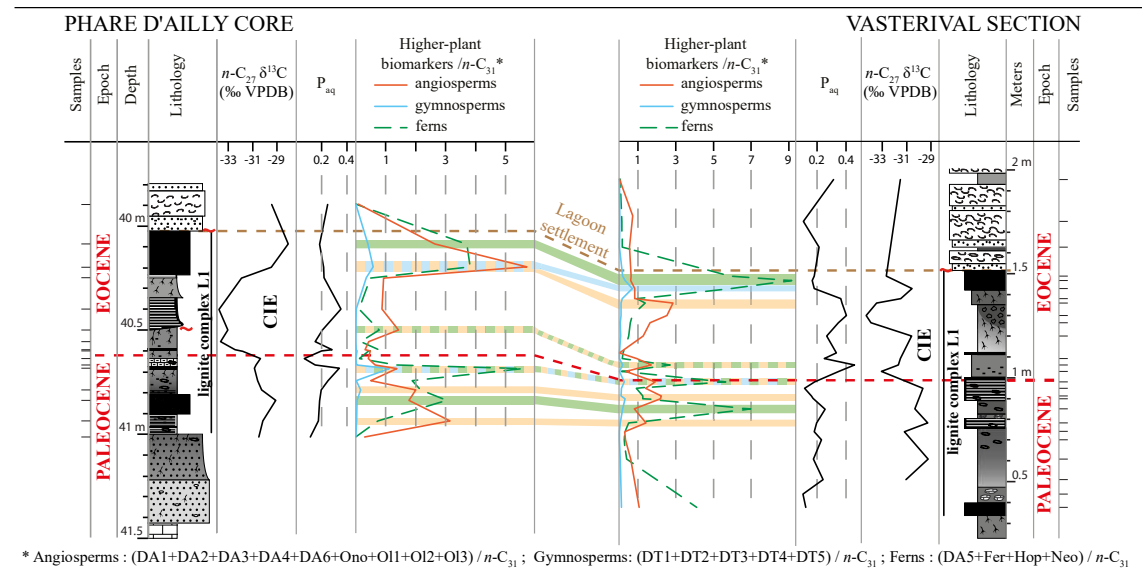 PHARE D'AILLY CORE
VASTERIVAL SECTION
Samples
Epoch
Depth
Lithology
n-C27 δ13C
(‰ VPDB)
Paq
Higher-plant
biomarkers /n-C31*
angiosperms
gymnosperms
ferns
Higher-plant
biomarkers /n-C31*
angiosperms
gymnosperms
ferns
Paq
n-C27 δ13C
(‰ VPDB)
Lithology
Meters
Epoch
Samples
-33 -31 -29
0.2 0.4
1 3 5
1 3 5 7 9
0.2 0.4
-33 -31 -29
40 m
40.5
41 m
41.5
EOCENE
PALEOCENE
lignite complex L1
CIE
Lagoon
settlement
CIE
lignite complex L1
2 m
1.5
1 m
0.5
EOCENE
PALEOCENE
* Angiosperms : (DA1+DA2+DA3+DA4+DA6+Ono+Ol1+Ol2+Ol3) / n-C31 ; Gymnosperms: (DT1+DT2+DT3+DT4+DT5) / n-C31 ; Ferns : (DA5+Fer+Hop+Neo) / n-C31